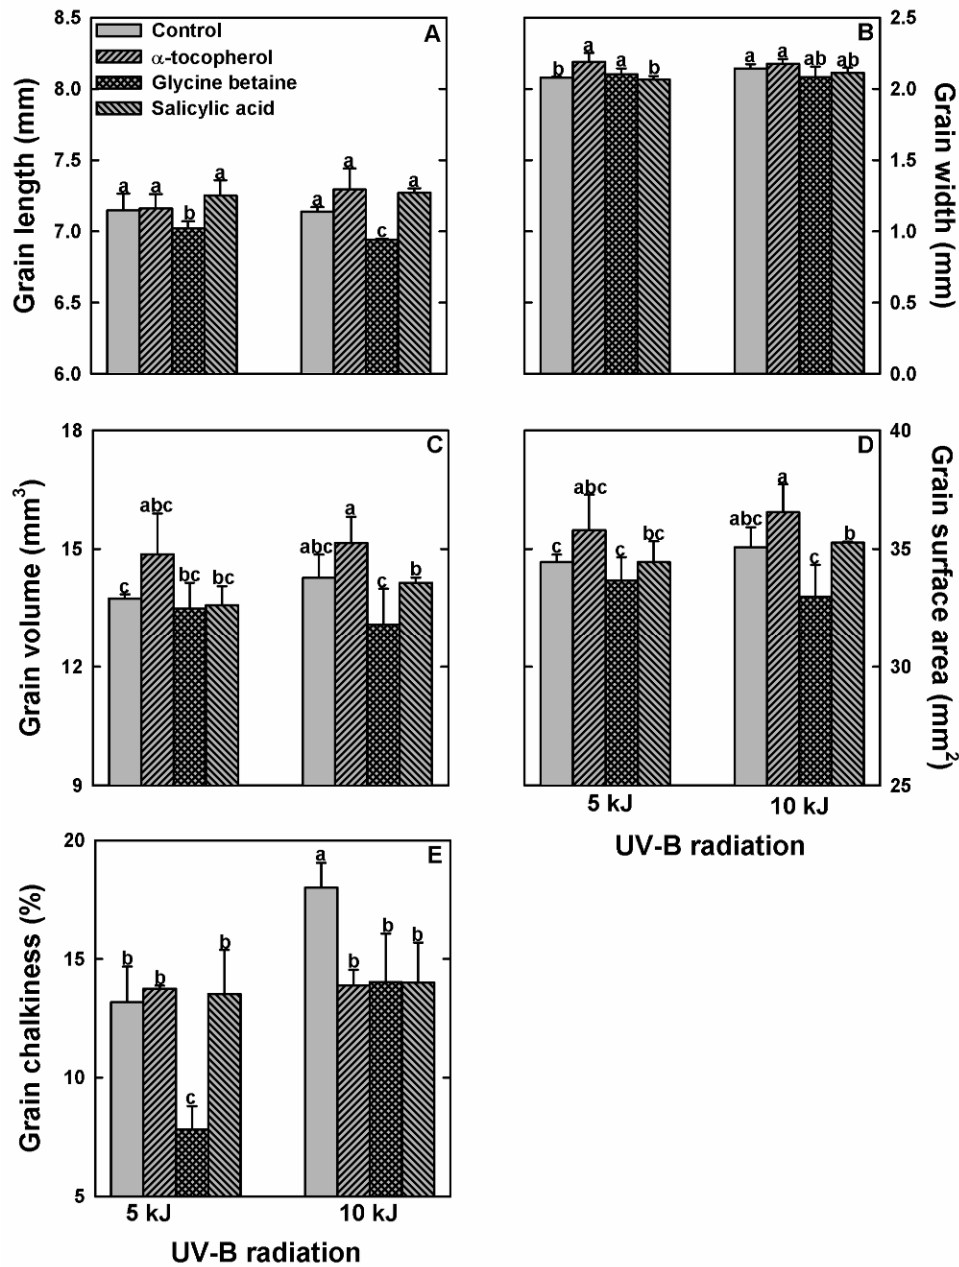 8.5
8.0
7.5
7.0
6.5
6.0
Grain length (mm)
Control
α-tocopherol
Glycine betaine
Salicylic acid
A
a a b a
a a c a
B
b a a b
a a ab ab
2.5
2.0
1.5
1.0
0.5
0.0
Grain width (mm)
18
15
12
9
Grain volume (mm³)
C
c abc bc bc
abc a c b
D
c abc c bc
abc a c b
40
35
30
25
Grain surface area (mm²)
5 kJ 10 kJ
UV-B radiation
20
15
10
5
Grain chalkiness (%)
E
b b c b
a b b b
5 kJ 10 kJ
UV-B radiation